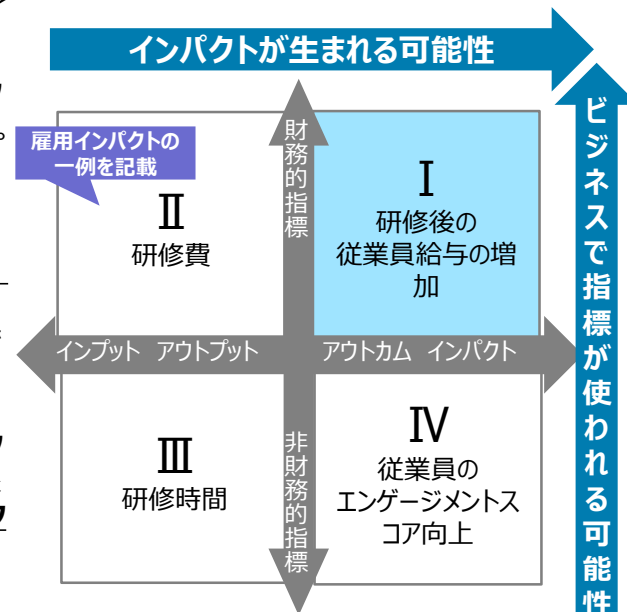 インパクトが生まれる可能性
ビジネスで指標が使われる可能性
雇用インパクトの
一例を記載
財務的指標
Ⅱ
研修費
Ⅰ
研修後の
従業員給与の増
加
インプット アウトプット
アウトカム インパクト
Ⅲ
研修時間
非財務的指標
Ⅳ
従業員の
エンゲージメントス
コア向上